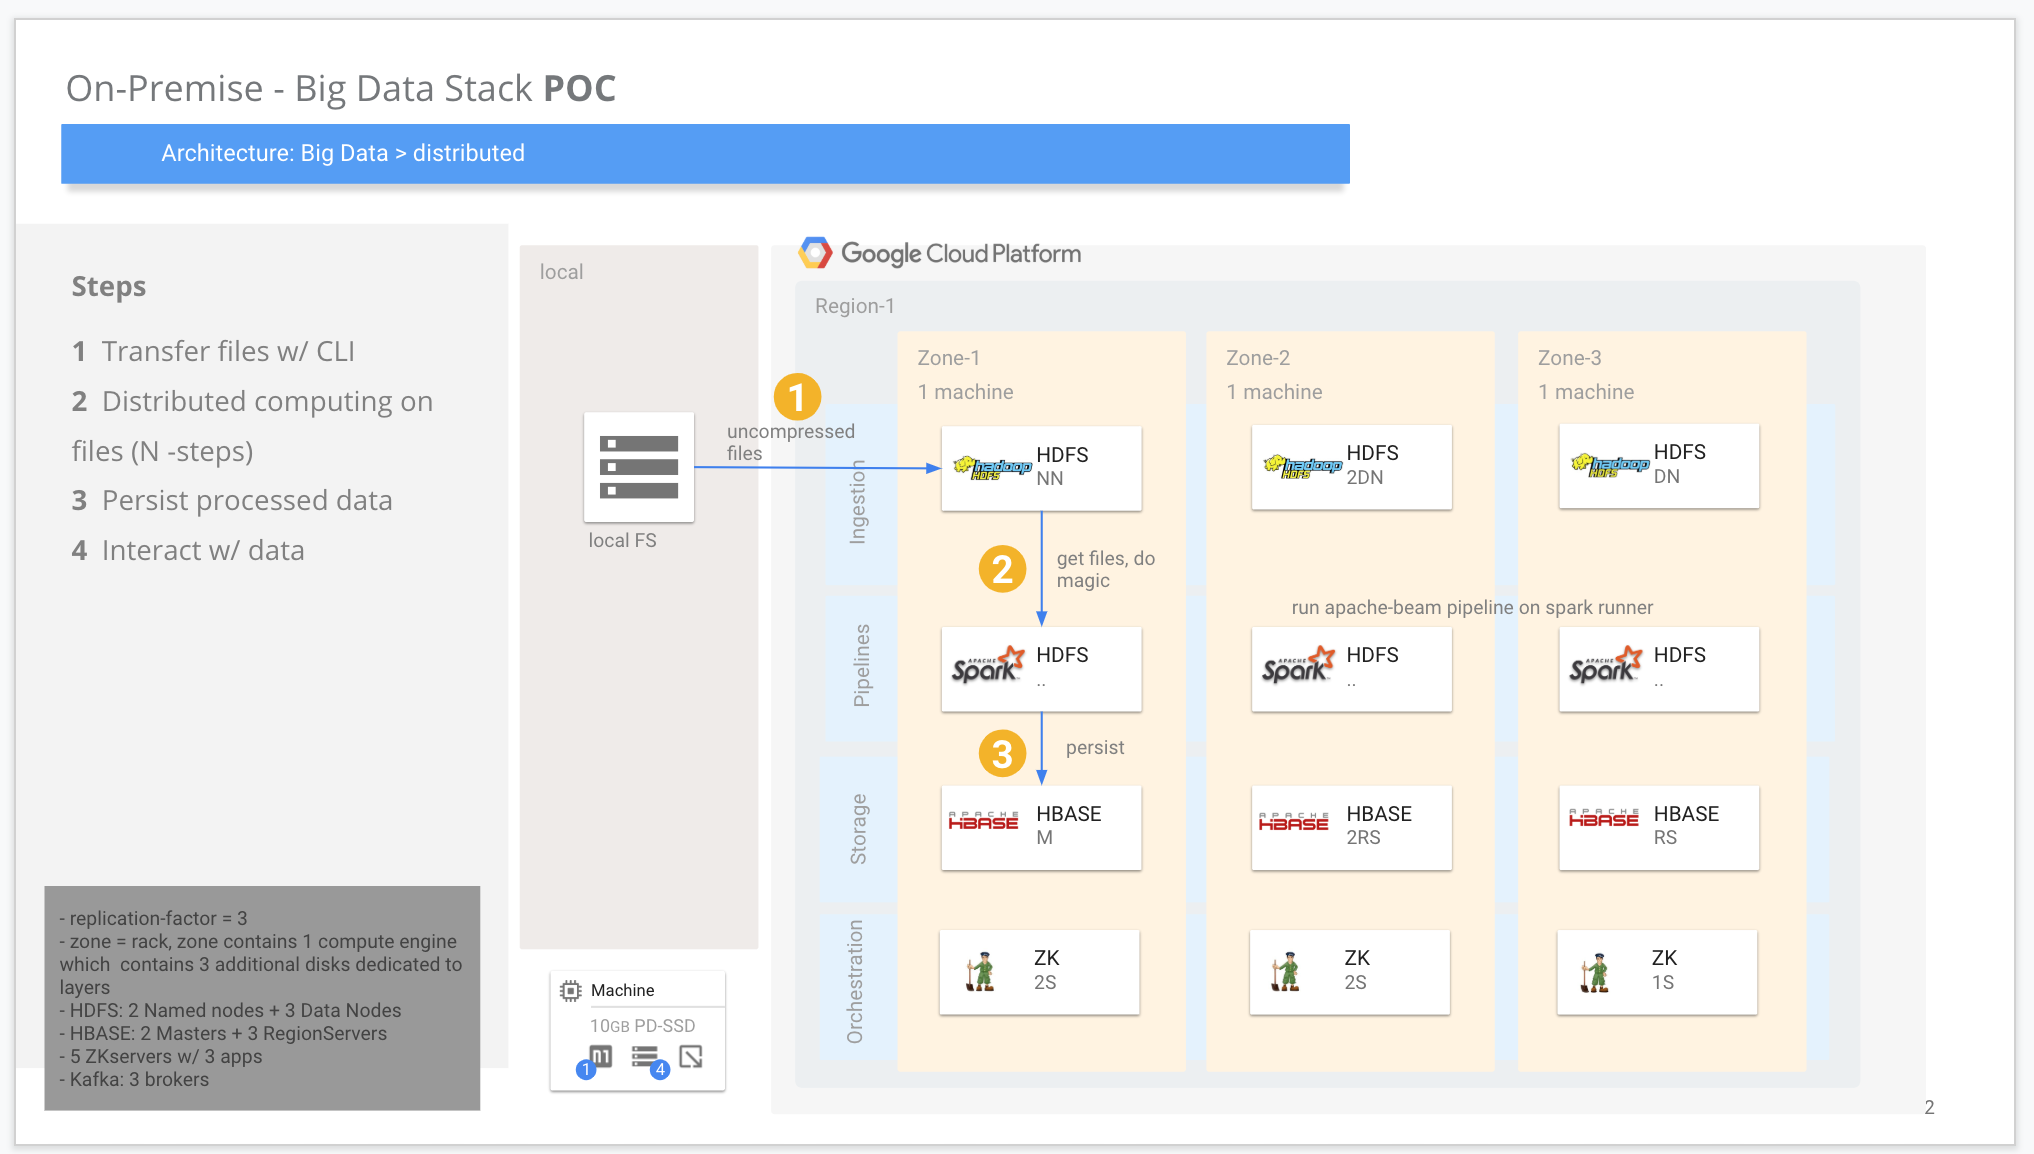 On-Premise - Big Data Stack POC
Architecture: Big Data > distributed
Steps
1 Transfer files w/ CLI
2 Distributed computing on
files (N -steps)
3 Persist processed data
4 Interact w/ data
- replication-factor = 3
- zone = rack, zone contains 1 compute engine
which contains 3 additional disks dedicated to
layers
- HDFS: 2 Named nodes + 3 Data Nodes
- HBASE: 2 Masters + 3 RegionServers
- 5 ZKservers w/ 3 apps
- Kafka: 3 brokers
local
local FS
Machine
10GB PD-SSD
1
4
Google Cloud Platform
Region-1
1
uncompressed
files
Ingestion
Pipelines
Storage
Orchestration
Zone-1
1 machine
hadoop
HDFS
HDFS
NN
2
get files, do
magic
APACHE
Spark
HDFS
..
3
persist
APACHE
HBASE
HBASE
M
ZK
2S
Zone-2
1 machine
hadoop
HDFS
HDFS
2DN
run apache-beam pipeline on spark runner
APACHE
Spark
HDFS
..
APACHE
HBASE
HBASE
2RS
ZK
2S
Zone-3
1 machine
hadoop
HDFS
HDFS
DN
APACHE
Spark
HDFS
..
APACHE
HBASE
HBASE
RS
ZK
1S
2